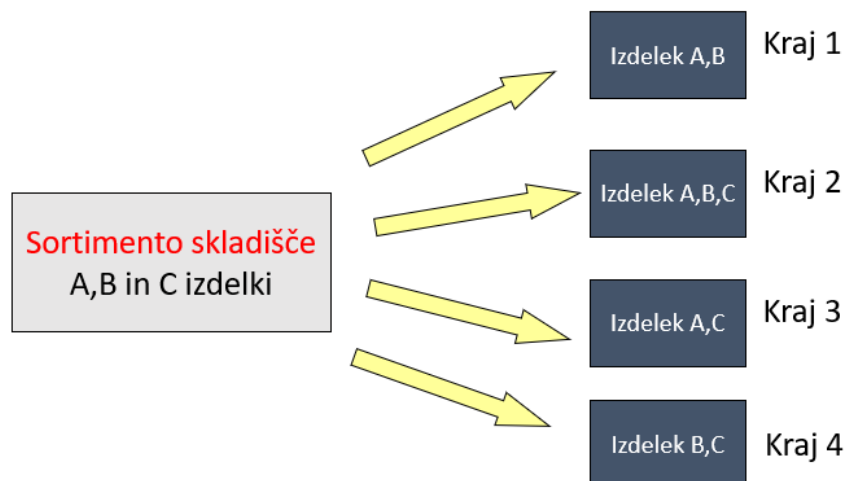 Izdelek A,B
Kraj 1
Izdelek A,B,C
Kraj 2
Sortimento skladišče
A,B in C izdelki
Izdelek A,C
Kraj 3
Izdelek B,C
Kraj 4